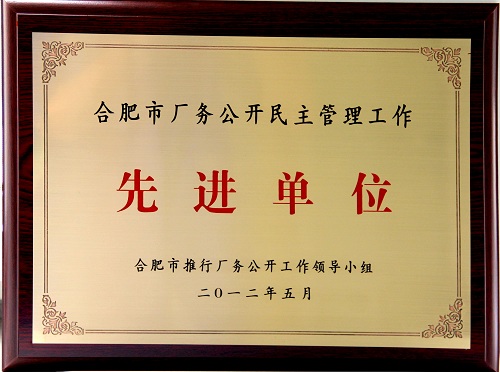 合肥市厂务公开民主管理工作
先进单位
合肥市推行厂务公开工作领导小组
二〇一二年五月